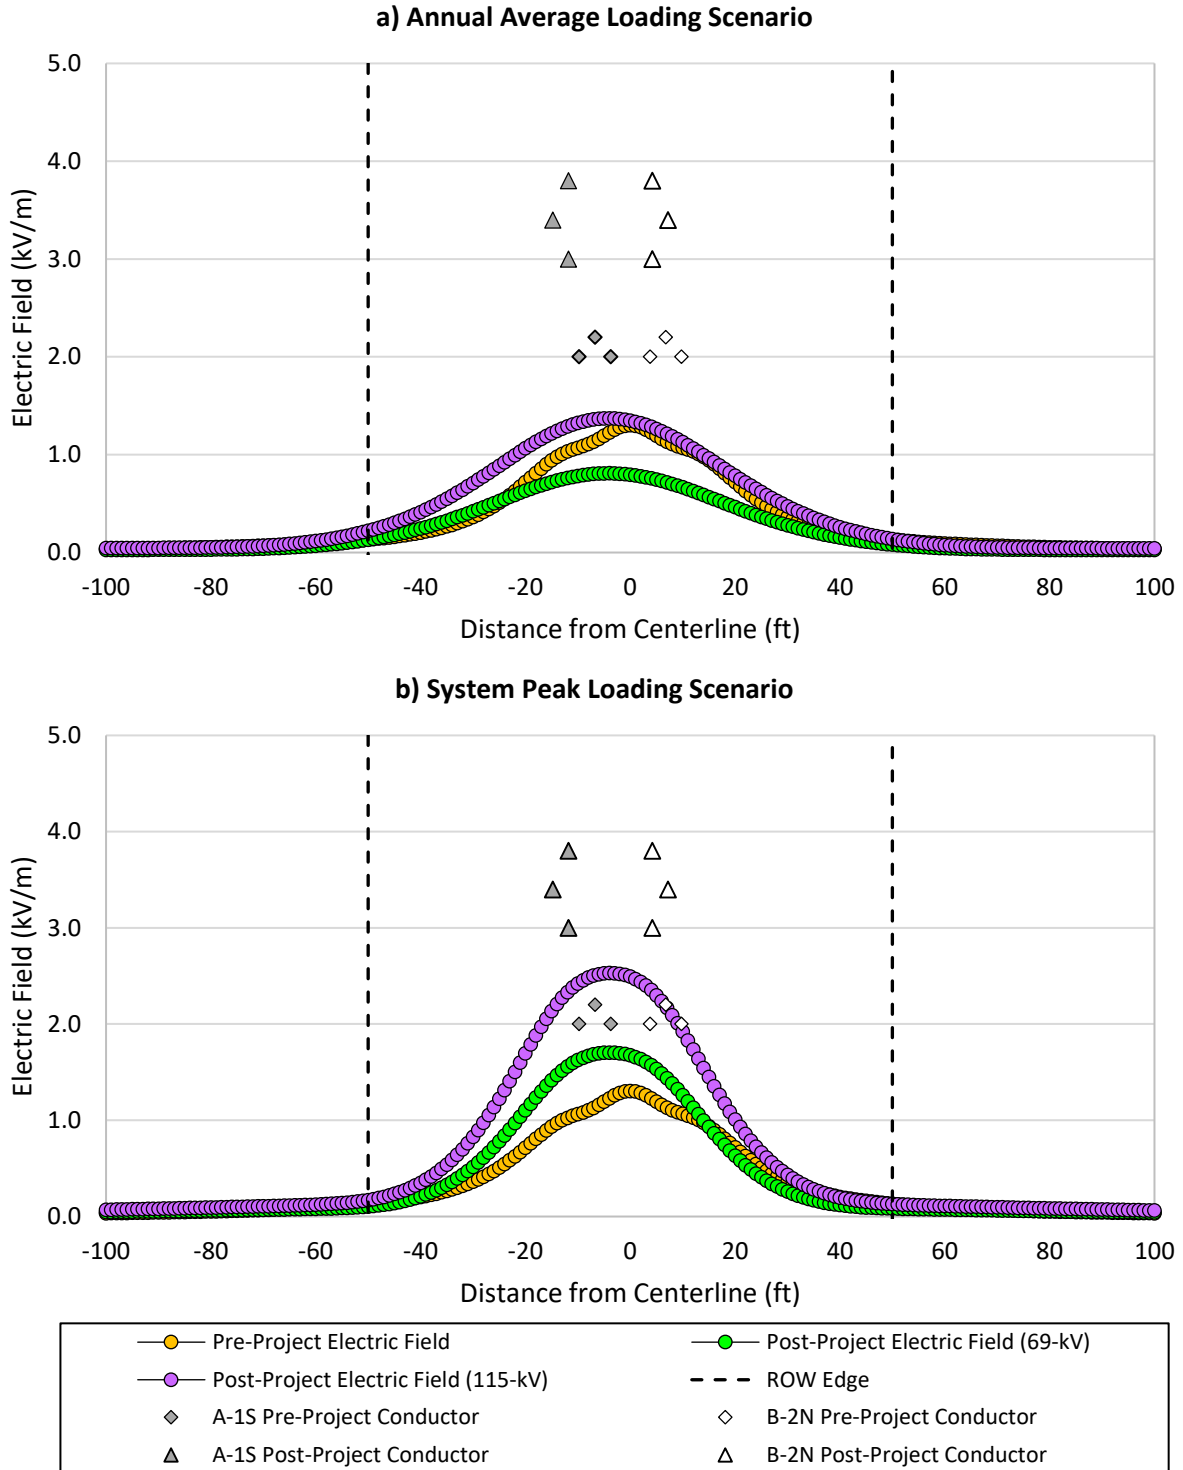 a) Annual Average Loading Scenario
5.0
4.0
3.0
2.0
1.0
0.0
Electric Field (kV/m)
-100 -80 -60 -40 -20 0 20 40 60 80 100
Distance from Centerline (ft)
b) System Peak Loading Scenario
5.0
4.0
3.0
2.0
1.0
0.0
Electric Field (kV/m)
-100 -80 -60 -40 -20 0 20 40 60 80 100
Distance from Centerline (ft)
Pre-Project Electric Field Post-Project Electric Field (69-kV)
Post-Project Electric Field (115-kV) ROW Edge
A-1S Pre-Project Conductor B-2N Pre-Project Conductor
A-1S Post-Project Conductor B-2N Post-Project Conductor